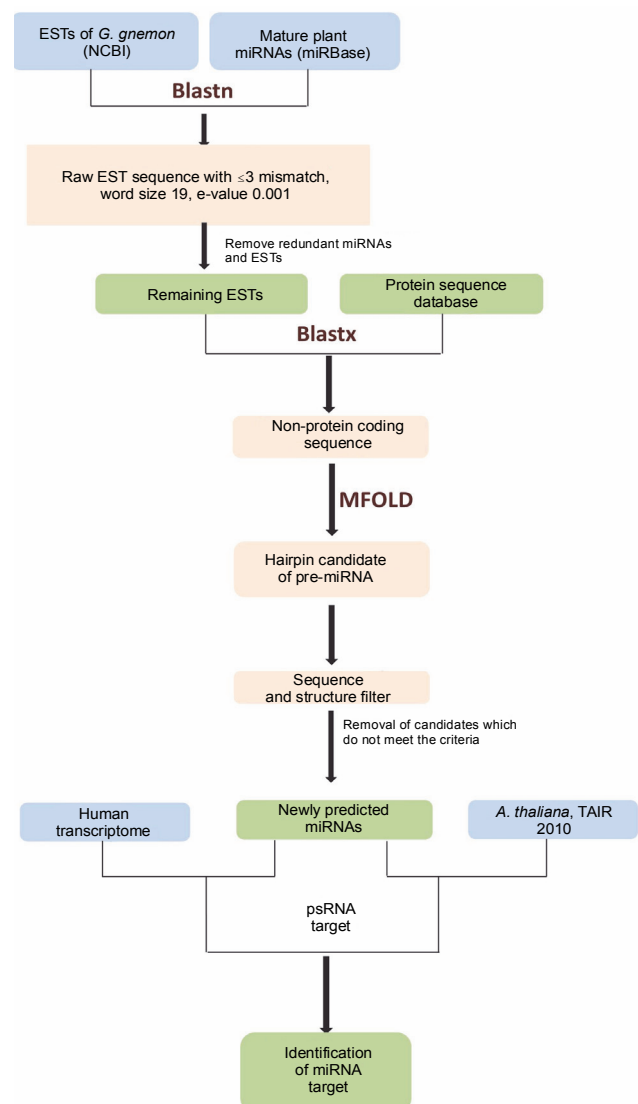 ESTs of G. gnemon
(NCBI)
Mature plant
miRNAs (miRBase)
Blastn
Raw EST sequence with ≤3 mismatch,
word size 19, e-value 0.001
Remove redundant miRNAs
and ESTs
Remaining ESTs
Protein sequence
database
Blastx
Non-protein coding
sequence
MFOLD
Hairpin candidate
of pre-miRNA
Sequence
and structure filter
Removal of candidates which
do not meet the criteria
Human
transcriptome
Newly predicted
miRNAs
A. thaliana, TAIR
2010
psRNA
target
Identification
of miRNA
target